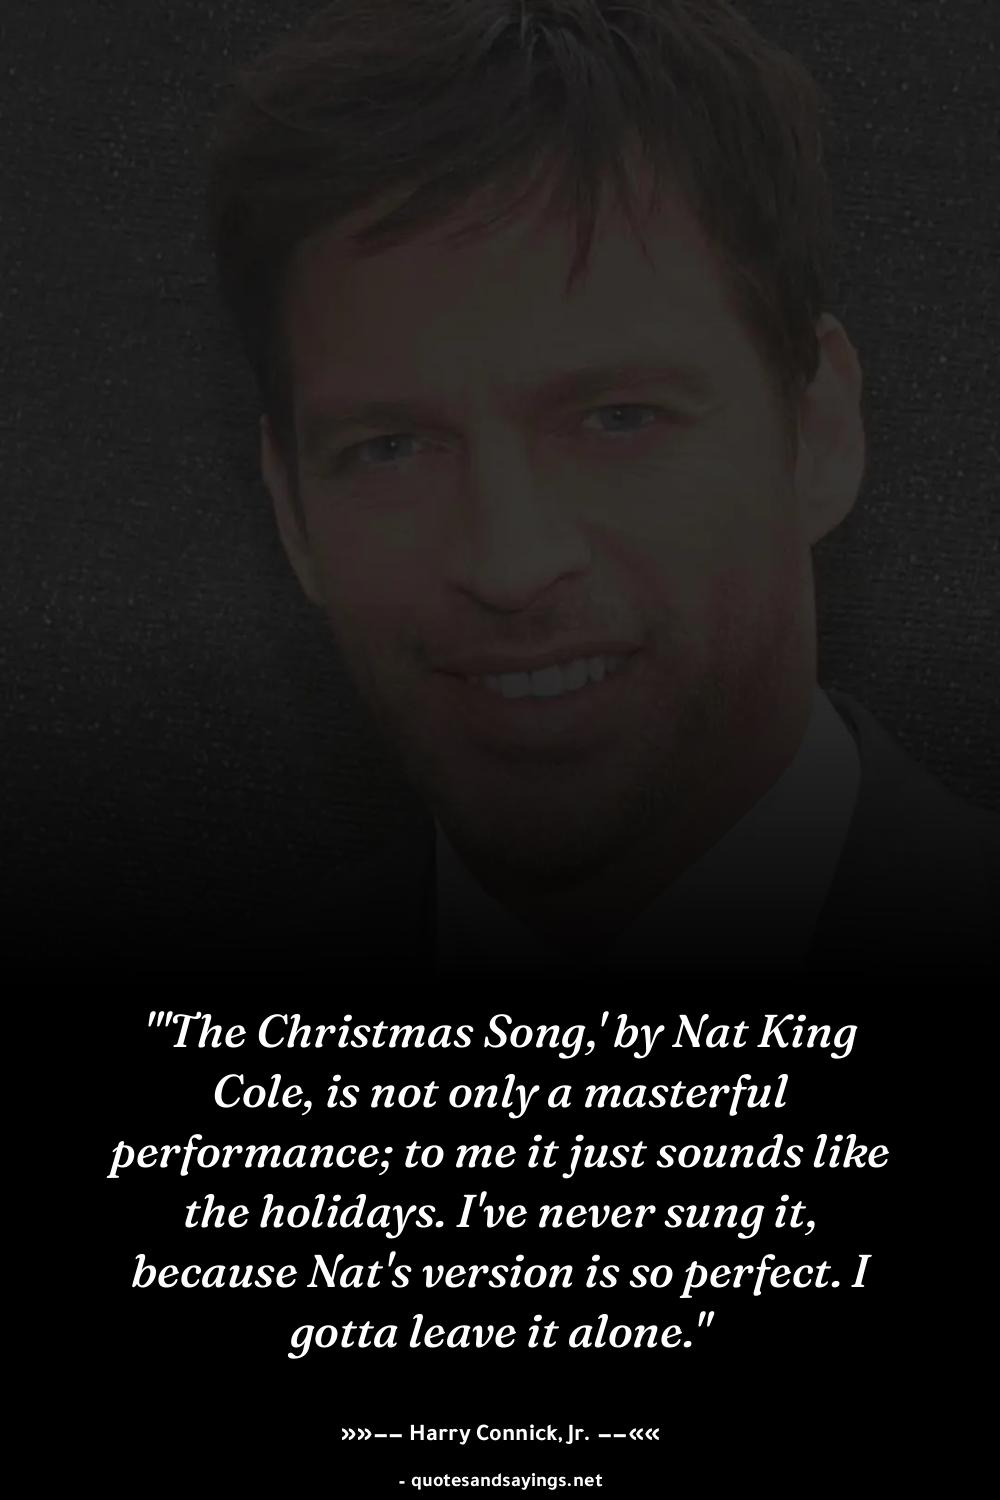 "'The Christmas Song,' by Nat King
Cole, is not only a masterful
performance; to me it just sounds like
the holidays. I've never sung it,
because Nat's version is so perfect. I
gotta leave it alone."
»»–– Harry Connick, Jr. ––««
- quotesandsayings.net